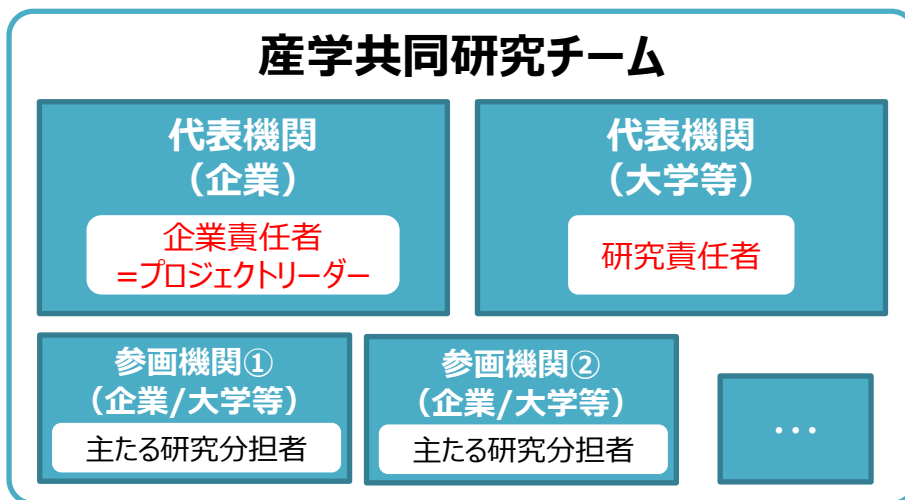 産学共同研究チーム
代表機関
（企業）
企業責任者
=プロジェクトリーダー
代表機関
（大学等）
研究責任者
参画機関①
（企業/大学等）
主たる研究分担者
参画機関②
（企業/大学等）
主たる研究分担者
…